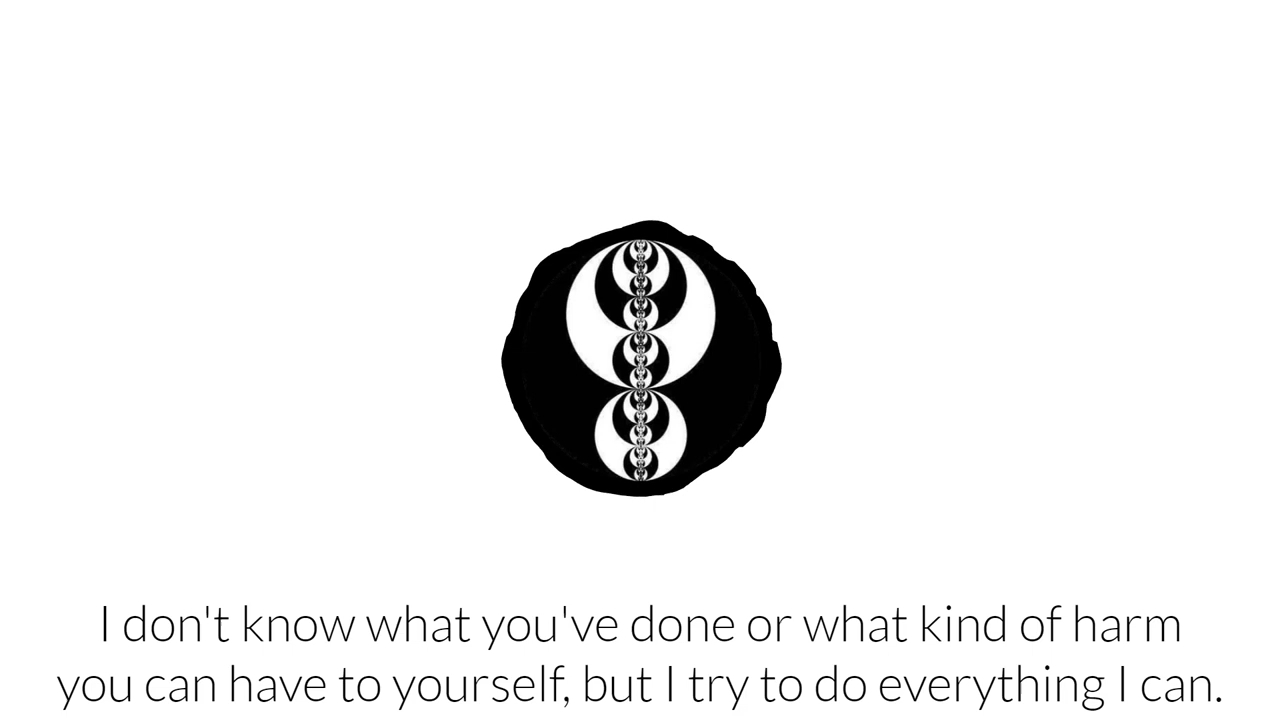 I don't know what you've done or what kind of harm
you can have to yourself, but I try to do everything I can.